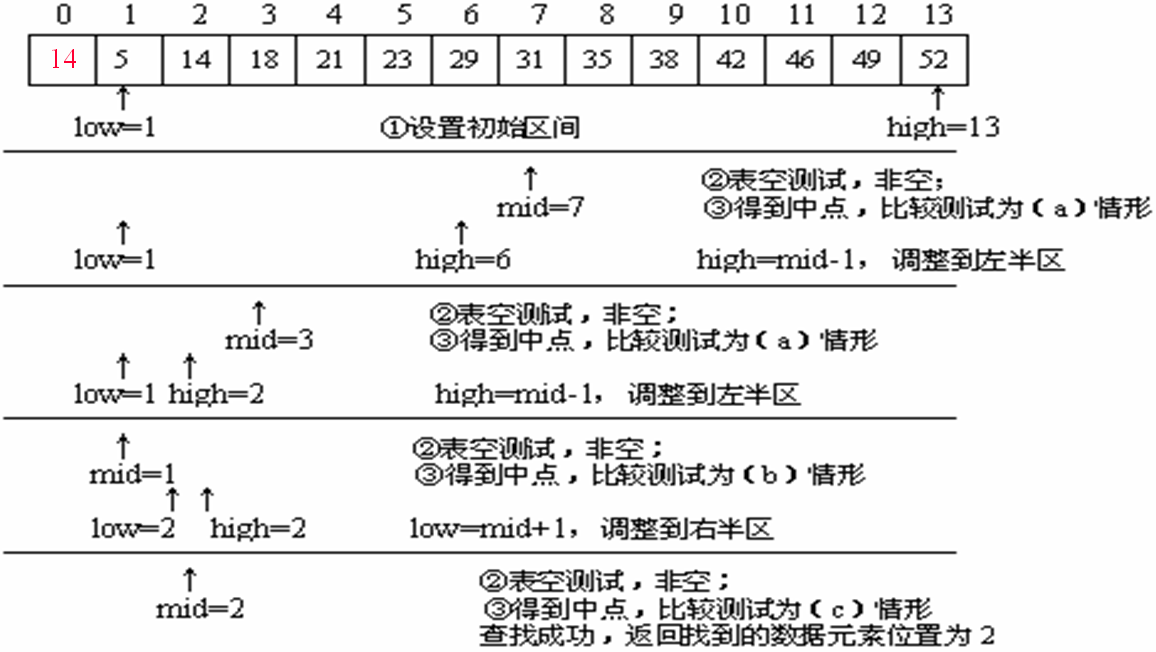 0 1 2 3 4 5 6 7 8 9 10 11 12 13
14 5 14 18 21 23 29 31 35 38 42 46 49 52
low=1 ①设置初始区间 high=13
②表空测试，非空；
mid=7 ③得到中点，比较测试为(a)情形
low=1 high=6 high=mid-1，调整到左半区
②表空测试，非空；
mid=3 ③得到中点，比较测试为(a)情形
low=1 high=2 high=mid-1，调整到左半区
②表空测试，非空；
mid=1 ③得到中点，比较测试为(b)情形
low=2 high=2 low=mid+1，调整到右半区
②表空测试，非空；
mid=2 ③得到中点，比较测试为(c)情形
查找成功，返回找到的数据元素位置为2